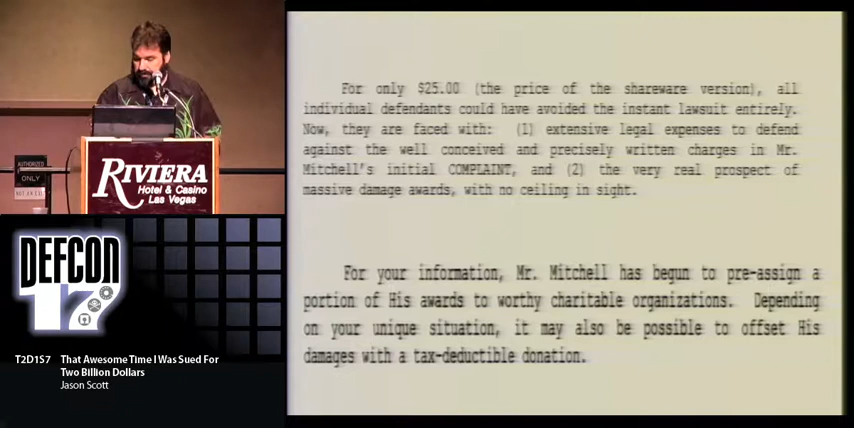 AUTHORIZED
ONLY
RIVIERA
Hotel & Casino
Las Vegas
DEFCON
17
T2D1S7 That Awesome Time I Was Sued For
Two Billion Dollars
Jason Scott
For only $25.00 (the price of the shareware version), all
individual defendants could have avoided the instant lawsuit entirely.
Now, they are faced with: (1) extensive legal expenses to defend
against the well conceived and precisely written charges in Mr.
Mitchell's initial COMPLAINT, and (2) the very real prospect of
massive damage awards, with no ceiling in sight.
For your information, Mr. Mitchell has begun to pre-assign a
portion of His awards to worthy charitable organizations. Depending
on your unique situation, it may also be possible to offset His
damages with a tax-deductible donation.